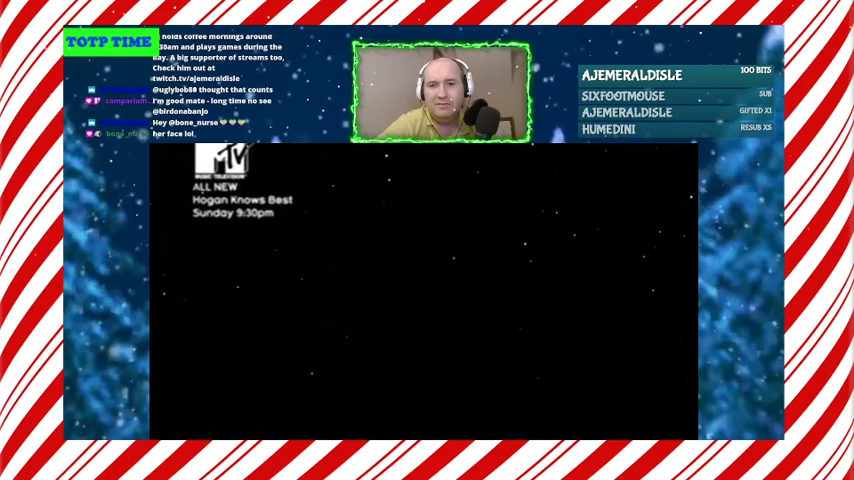 TOTP TIME
holds coffee mornings around
30am and plays games during the
day. A big supporter of streams too,
Check him out at
twitch.tv/ajemeraldisle
@uglybob80 thought that counts
campariam.. I'm good mate - long time no see
@birdonabanjo
Hey @bone_nurse
her face lol
AJEMERALDISLE 100 BITS
SIXFOOTMOUSE SUB
AJEMERALDISLE GIFTED X1
HUMEDINI RESUB X5
MTV
MUSIC TELEVISION
ALL NEW
Hogan Knows Best
Sunday 9:30pm